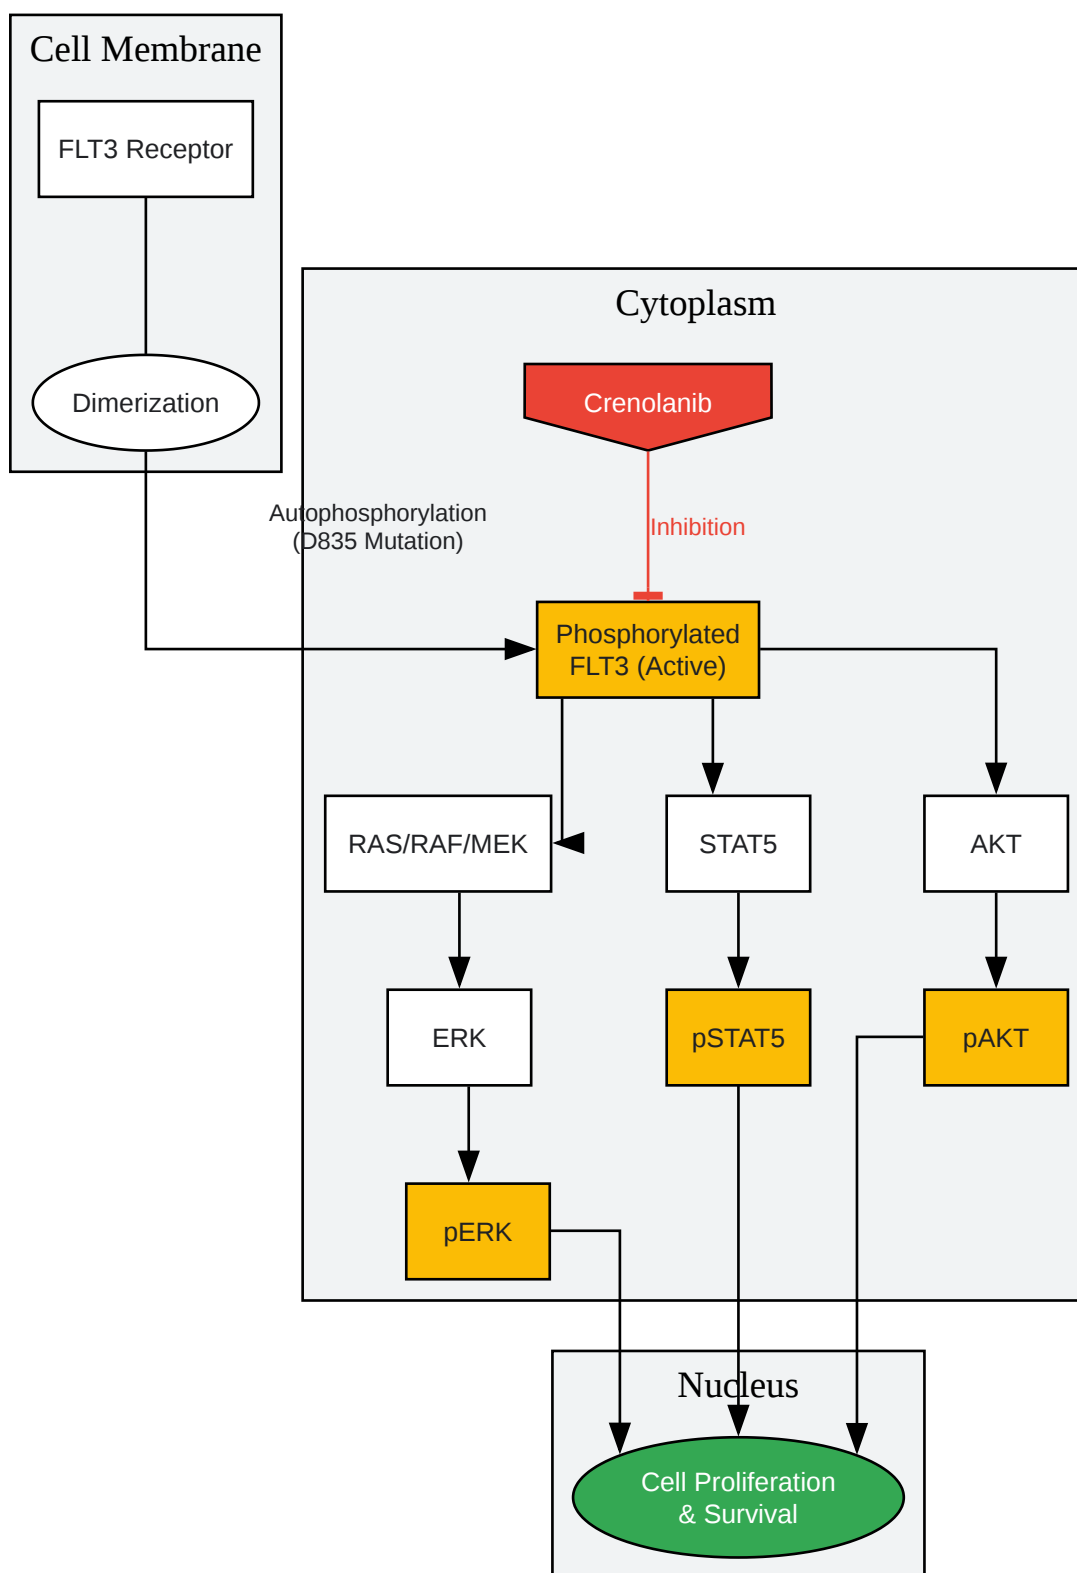 Cell Membrane
FLT3 Receptor
Dimerization
Cytoplasm
Crenolanib
Autophosphorylation
(D835 Mutation)
Inhibition
Phosphorylated
FLT3 (Active)
RAS/RAF/MEK
STAT5
AKT
ERK
pSTAT5
pAKT
pERK
Nucleus
Cell Proliferation
& Survival